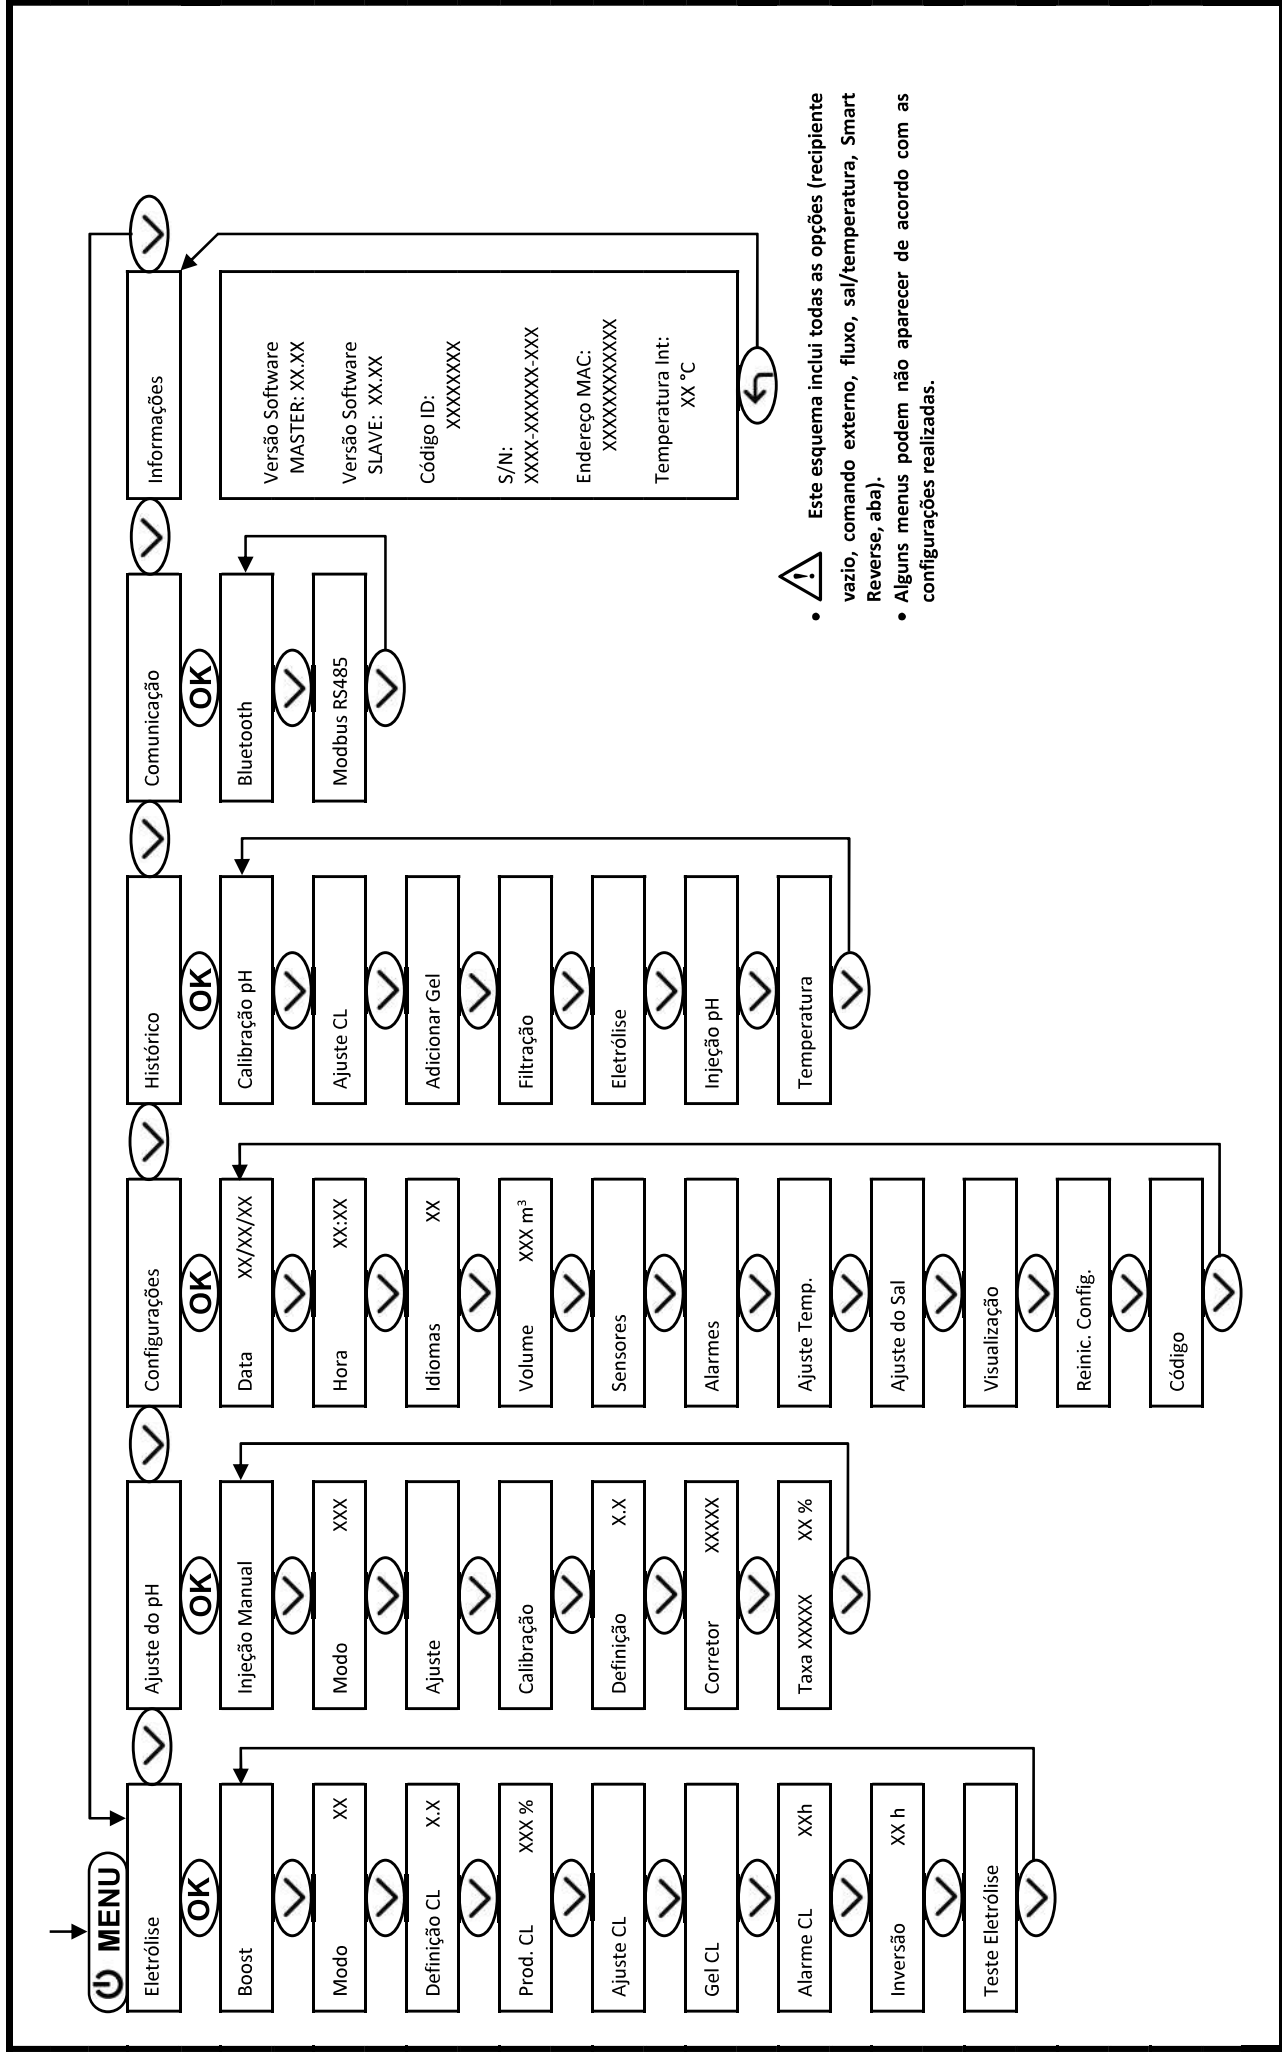 MENU
Eletrólise
OK
Boost
Modo XX
Definição CL X.X
Prod. CL XXX %
Ajuste CL
Gel CL
Alarme CL XXh
Inversão XX h
Teste Eletrólise
Ajuste do pH
OK
Injeção Manual
Modo XXX
Ajuste
Calibração
Definição X.X
Corretor XXXXX
Taxa XXXXX XX %
Configurações
OK
Data XX/XX/XX
Hora XX:XX
Idiomas XX
Volume XXX m³
Sensores
Alarmes
Ajuste Temp.
Ajuste do Sal
Visualização
Reinic. Config.
Código
Histórico
OK
Calibração pH
Ajuste CL
Adicionar Gel
Filtração
Eletrólise
Injeção pH
Temperatura
Comunicação
OK
Bluetooth
Modbus RS485
Informações
Versão Software
MASTER: XX.XX
Versão Software
SLAVE: XX.XX
Código ID:
XXXXXXXX
S/N:
XXXX-XXXXXX-XXX
Endereço MAC:
XXXXXXXXXXXX
Temperatura Int:
XX °C
• Este esquema inclui todas as opções (recipiente
vazio, comando externo, fluxo, sal/temperatura, Smart
Reverse, aba).
• Alguns menus podem não aparecer de acordo com as
configurações realizadas.